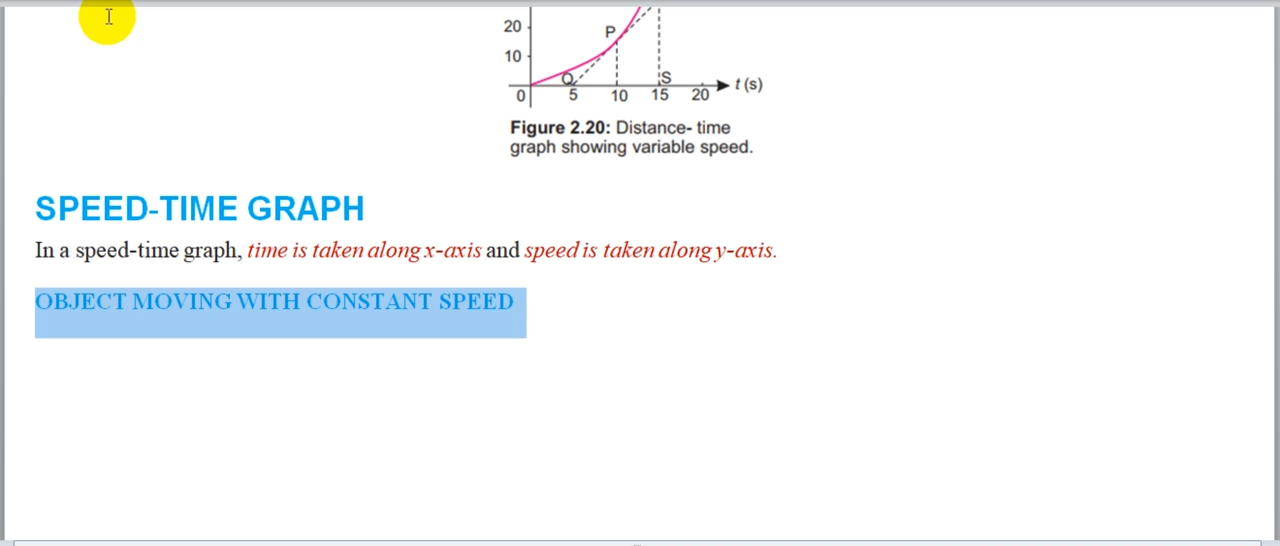 20
P
10
Q
S
t (s)
0
5
10
15
20
Figure 2.20: Distance- time
graph showing variable speed.
SPEED-TIME GRAPH
In a speed-time graph, time is taken along x-axis and speed is taken along y-axis.
OBJECT MOVING WITH CONSTANT SPEED